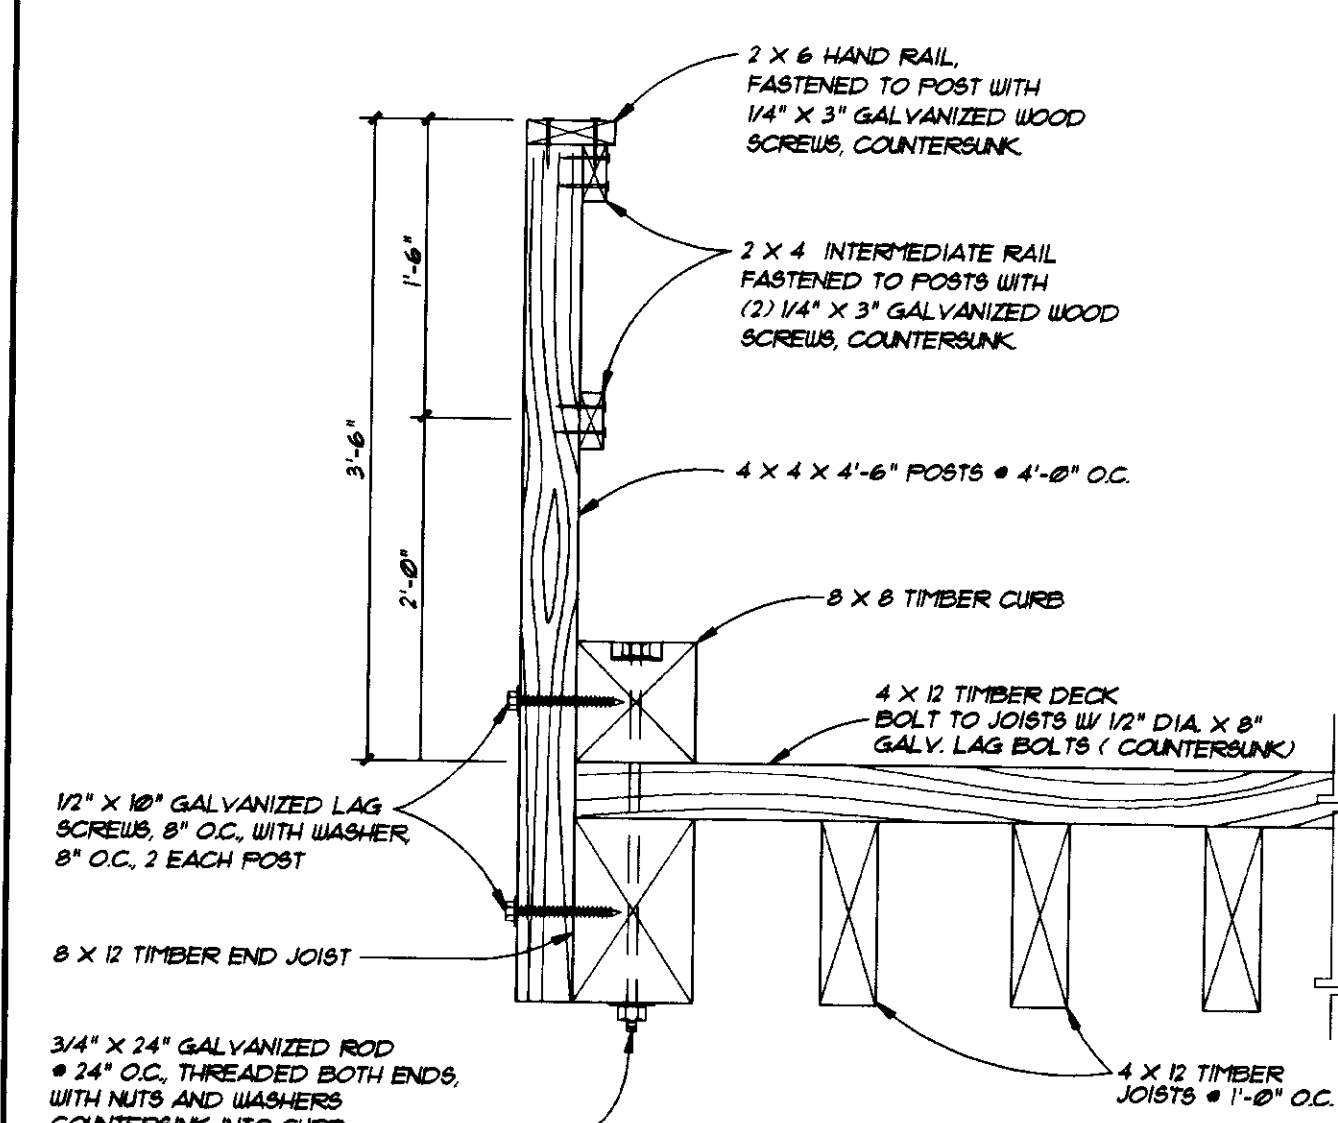 2 X 6 HAND RAIL,
FASTENED TO POST WITH
1/4" X 3" GALVANIZED WOOD
SCREWS, COUNTERSUNK
1'-6"
2 X 4 INTERMEDIATE RAIL
FASTENED TO POSTS WITH
(2) 1/4" X 3" GALVANIZED WOOD
SCREWS, COUNTERSUNK
3'-6"
4 X 4 X 4'-6" POSTS @ 4'-0" O.C.
2'-0"
8 X 8 TIMBER CURB
4 X 12 TIMBER DECK
BOLT TO JOISTS W/ 1/2" DIA. X 8"
GALV. LAG BOLTS ( COUNTERSUNK)
1/2" X 10" GALVANIZED LAG
SCREWS, 8" O.C., WITH WASHER,
8" O.C., 2 EACH POST
8 X 12 TIMBER END JOIST
3/4" X 24" GALVANIZED ROD
@ 24" O.C., THREADED BOTH ENDS,
WITH NUTS AND WASHERS
COUNTERSINK INTO CURB
4 X 12 TIMBER
JOISTS @ 1'-0" O.C.